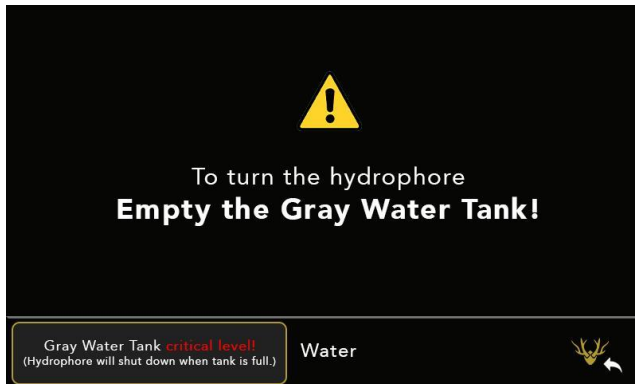 To turn the hydrophore
Empty the Gray Water Tank!
Gray Water Tank critical level!
(Hydrophore will shut down when tank is full.)
Water